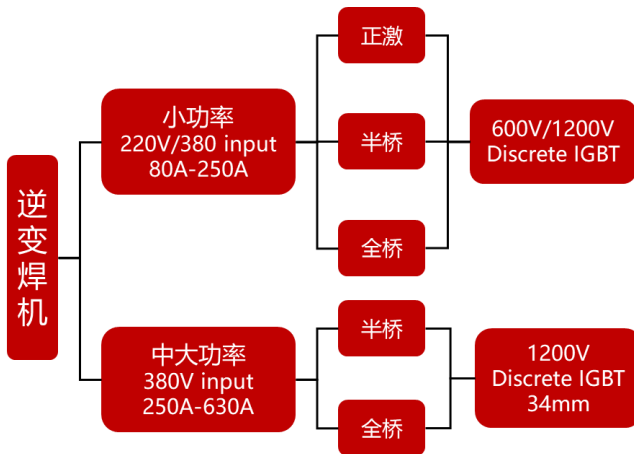 逆变焊机
小功率
220V/380 input
80A-250A
正激
半桥
全桥
600V/1200V
Discrete IGBT
中大功率
380V input
250A-630A
半桥
全桥
1200V
Discrete IGBT
34mm